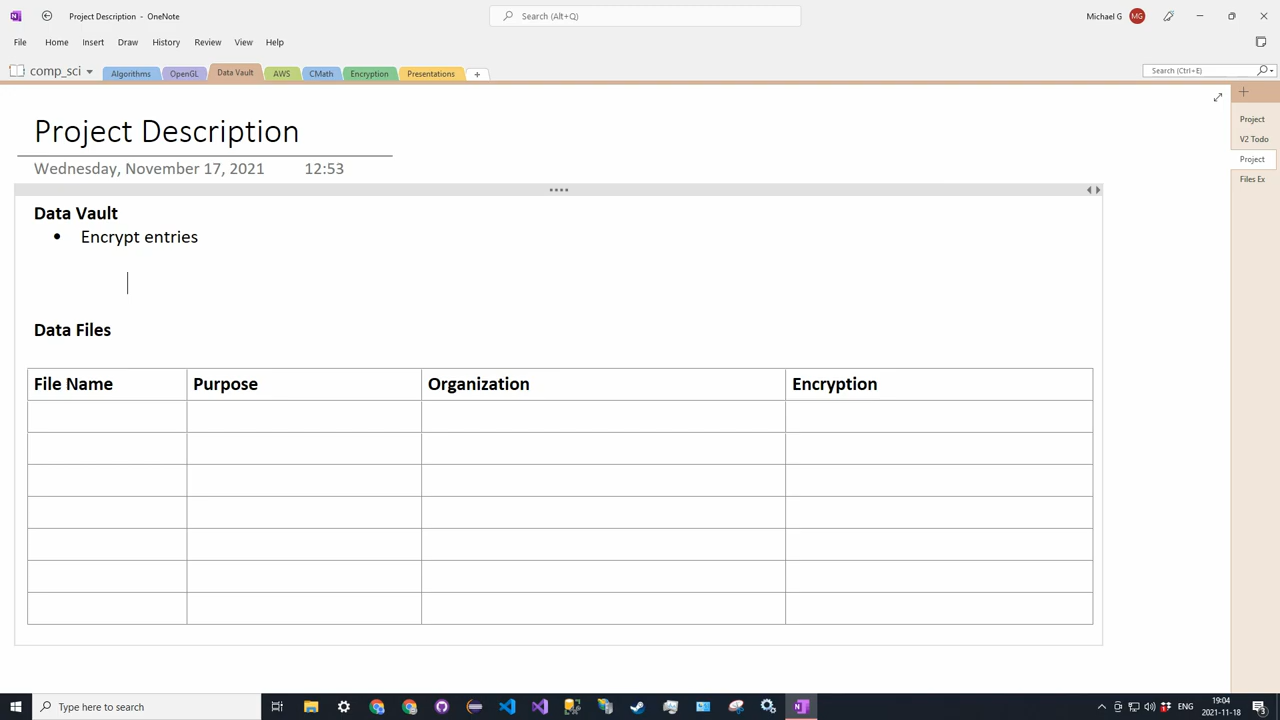 Project Description - OneNote
Search (Alt+Q)
Michael G
MG
File Home Insert Draw History Review View Help
comp_sci
Algorithms OpenGL Data Vault AWS CMath Encryption Presentations
Search (Ctrl+E)
Project Description
Wednesday, November 17, 2021 12:53
Project
V2 Todo
Project
Files Ex
Data Vault
• Encrypt entries
Data Files
File Name Purpose Organization Encryption
Type here to search
ENG
19:04
2021-11-18